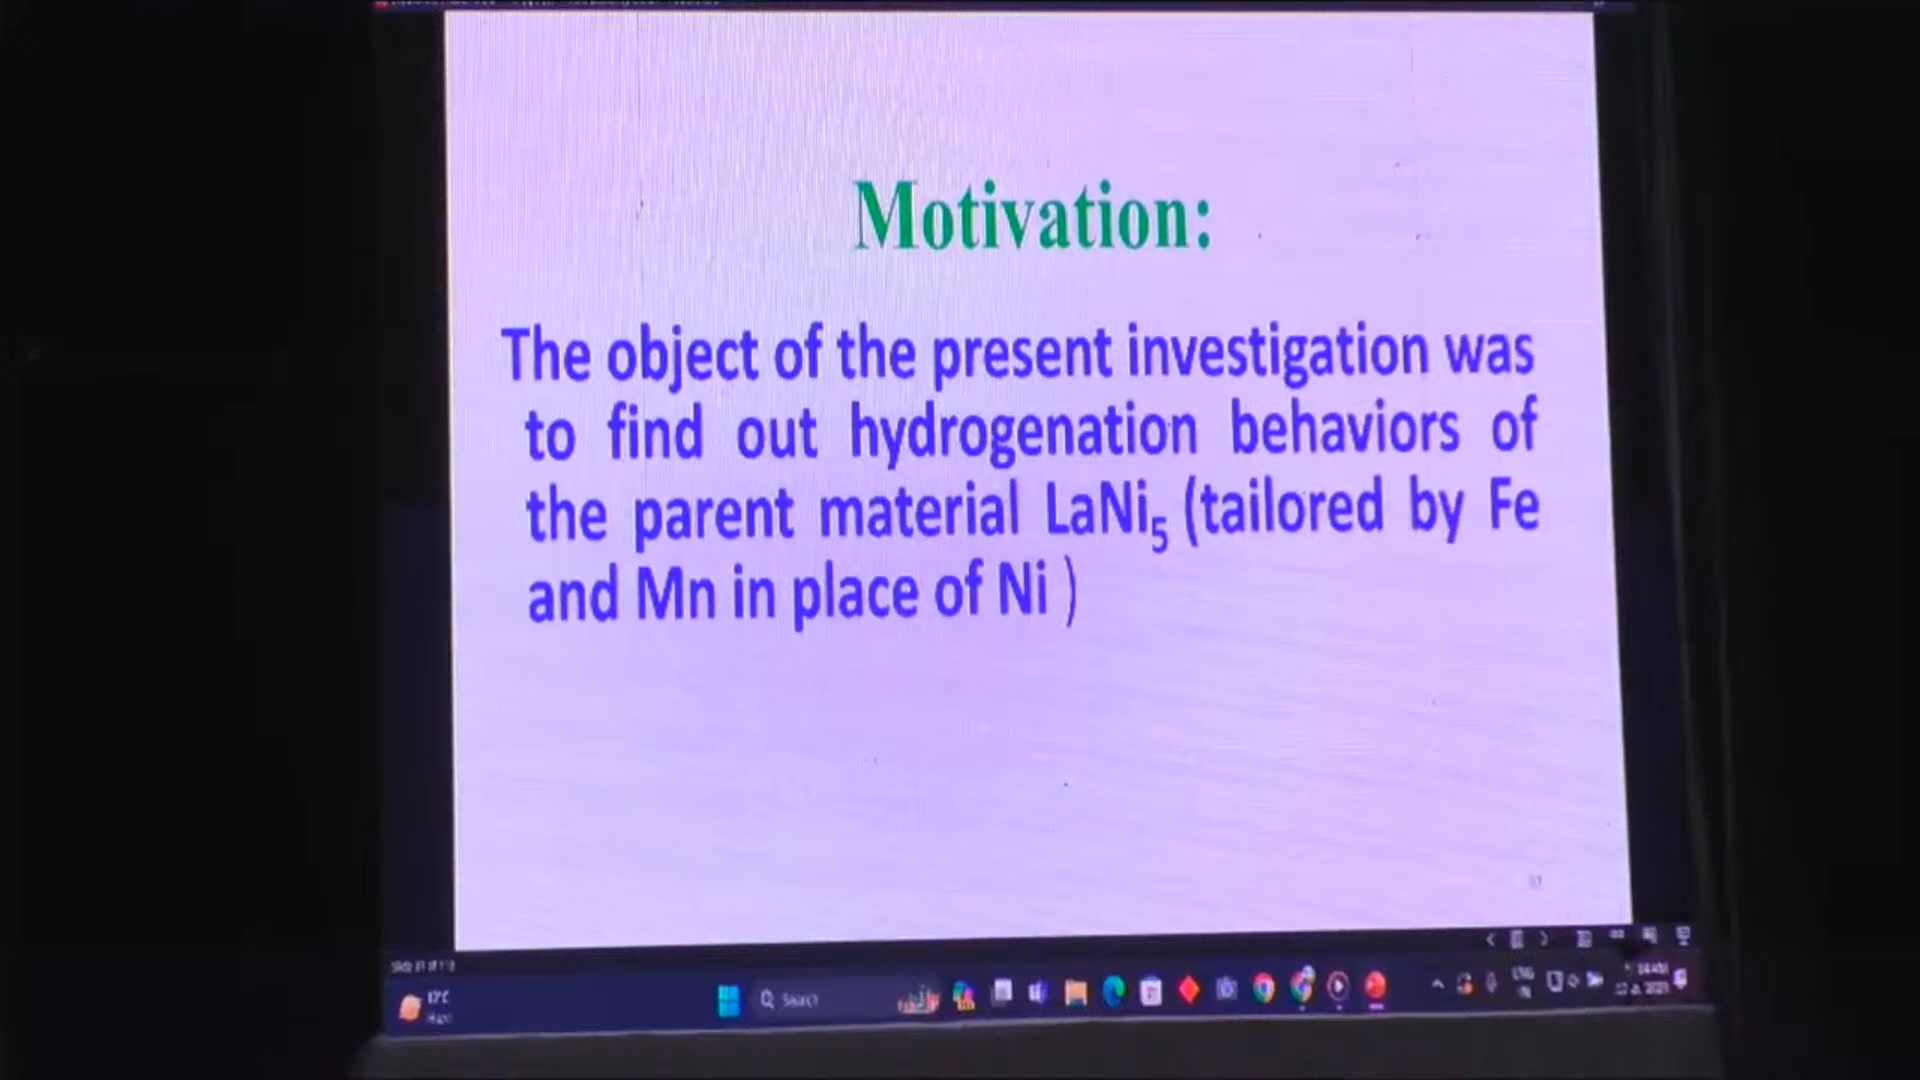 Motivation:
The object of the present investigation was
to find out hydrogenation behaviors of
the parent material LaNi₅ (tailored by Fe
and Mn in place of Ni )
Search